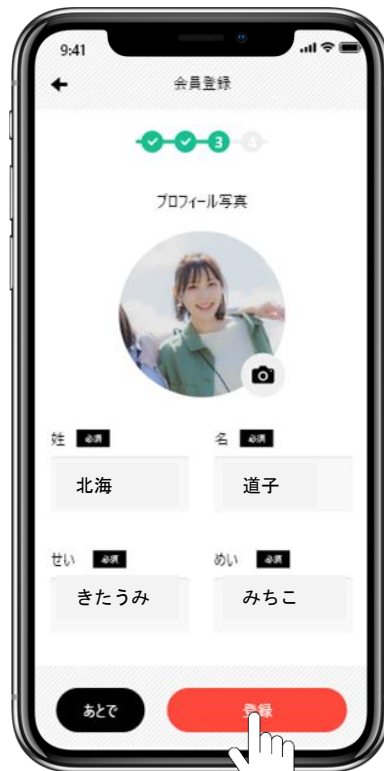 9:41
会員登録
3
4
プロフィール写真
姓 必須 名 必須
北海 道子
せい 必須 めい 必須
きたうみ みちこ
あとで 登録